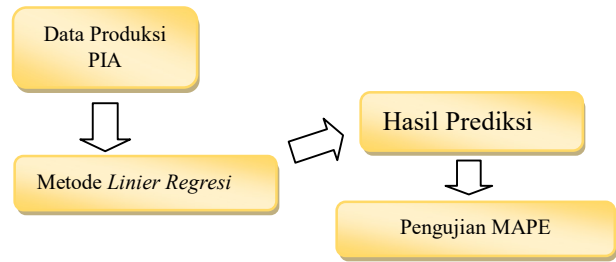 Data Produksi
PIA
Metode Linier Regresi
Hasil Prediksi
Pengujian MAPE